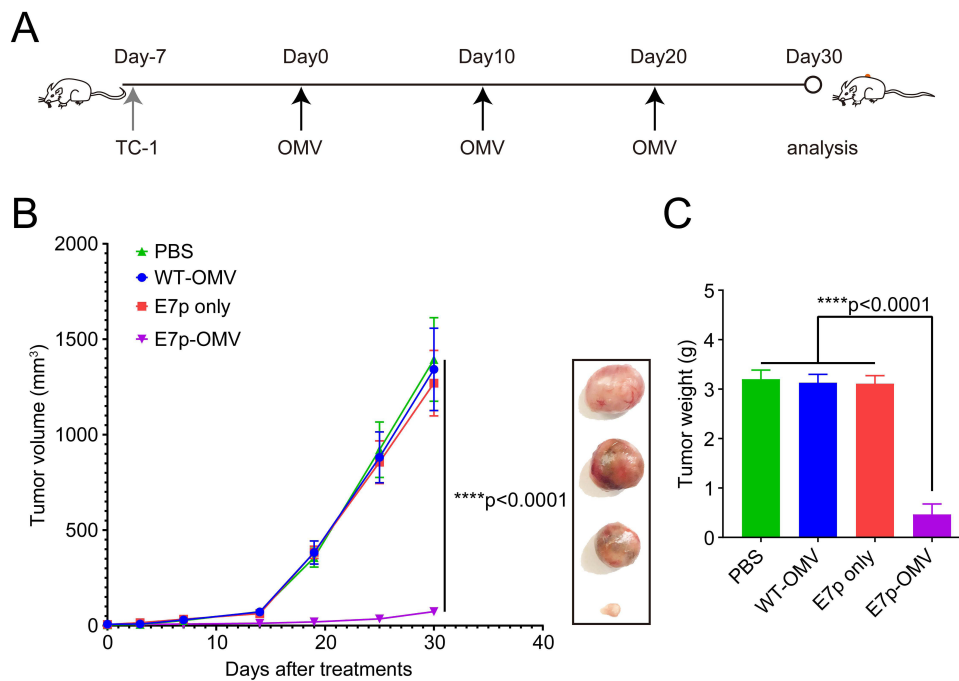 A
Day-7 Day0 Day10 Day20 Day30
TC-1 OMV OMV OMV analysis
B
Tumor volume (mm³)
2000
1500
1000
500
0
0 10 20 30 40
Days after treatments
PBS
WT-OMV
E7p only
E7p-OMV
****p<0.0001
C
Tumor weight (g)
5
4
3
2
1
0
****p<0.0001
PBS
WT-OMV
E7p only
E7p-OMV